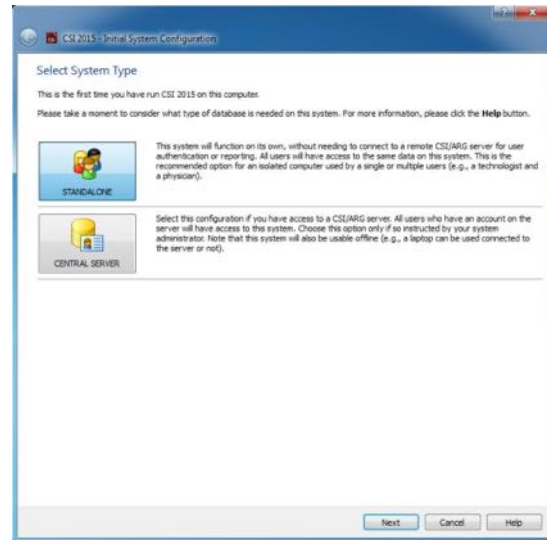 CSI 2015 - Initial System Configuration
Select System Type
This is the first time you have run CSI 2015 on this computer.
Please take a moment to consider what type of database is needed on this system. For more information, please click the Help button.
This system will function on its own, without needing to connect to a remote CSI/ARG server for user
authentication or reporting. All users will have access to the same data on this system. This is the
recommended option for an isolated computer used by a single or multiple users (e.g., a technologist and
a physician).
STANDALONE
Select this configuration if you have access to a CSI/ARG server. All users who have an account on the
server will have access to this system. Choose this option only if so instructed by your system
administrator. Note that this system will also be usable offline (e.g., a laptop can be used connected to
the server or not).
CENTRAL SERVER
Next
Cancel
Help